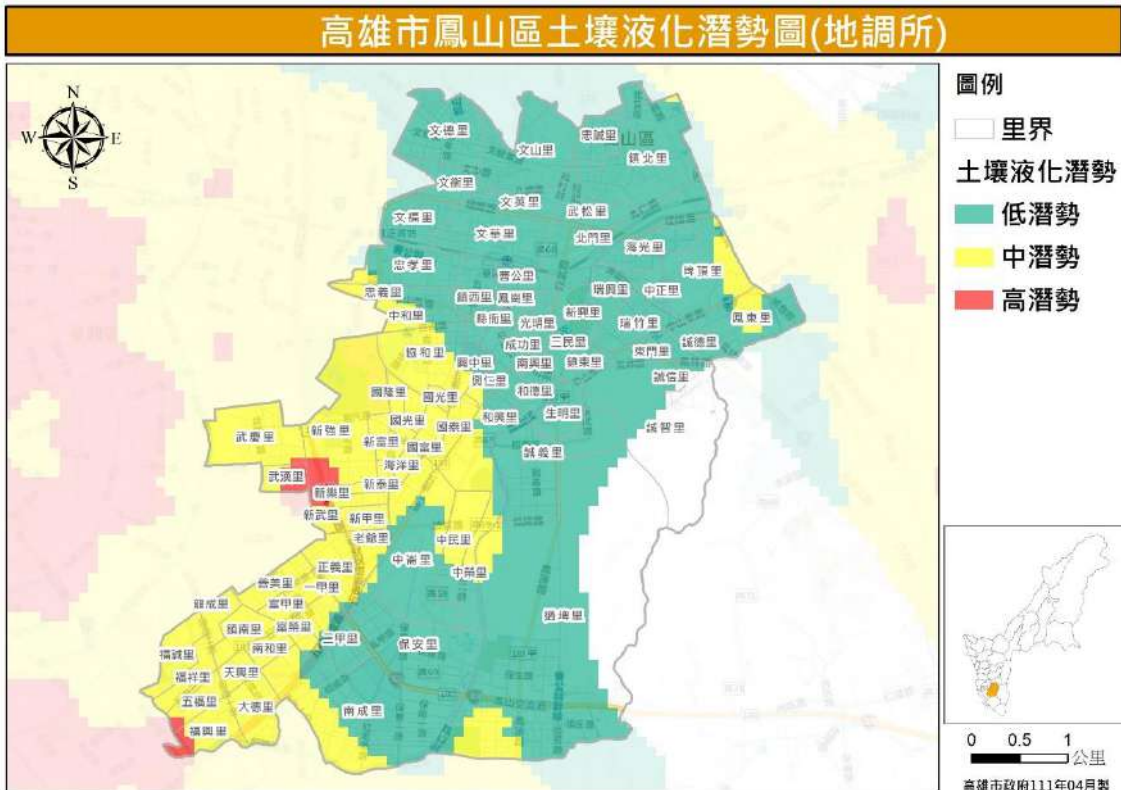 高雄市鳳山區土壤液化潛勢圖(地調所)
N
W
E
S
圖例
里界
土壤液化潛勢
低潛勢
中潛勢
高潛勢
文德里
文山里
忠誠里
鎮北里
文衡里
文英里
武松里
文福里
文華里
北門里
海光里
忠孝里
曹公里
埤頂里
忠義里
鎮西里
鳳崗里
瑞興里
中正里
中和里
縣衙里
光明里
新興里
瑞竹里
鳳東里
協和里
成功里
三民里
東門里
誠德里
興中里
南興里
鎮東里
誠信里
興仁里
和德里
國隆里
國光里
和興里
生明里
誠智里
武慶里
新強里
國光里
國泰里
新富里
國富里
誠義里
武漢里
海洋里
新樂里
新泰里
新武里
新甲里
老爺里
中民里
中崙里
中榮里
正義里
善美里
一甲里
龍成里
富甲里
過埤里
鎮南里
富榮里
二甲里
保安里
南和里
福誠里
福祥里
天興里
五福里
大德里
南成里
福興里
0 0.5 1
公里
高雄市政府111年04月製